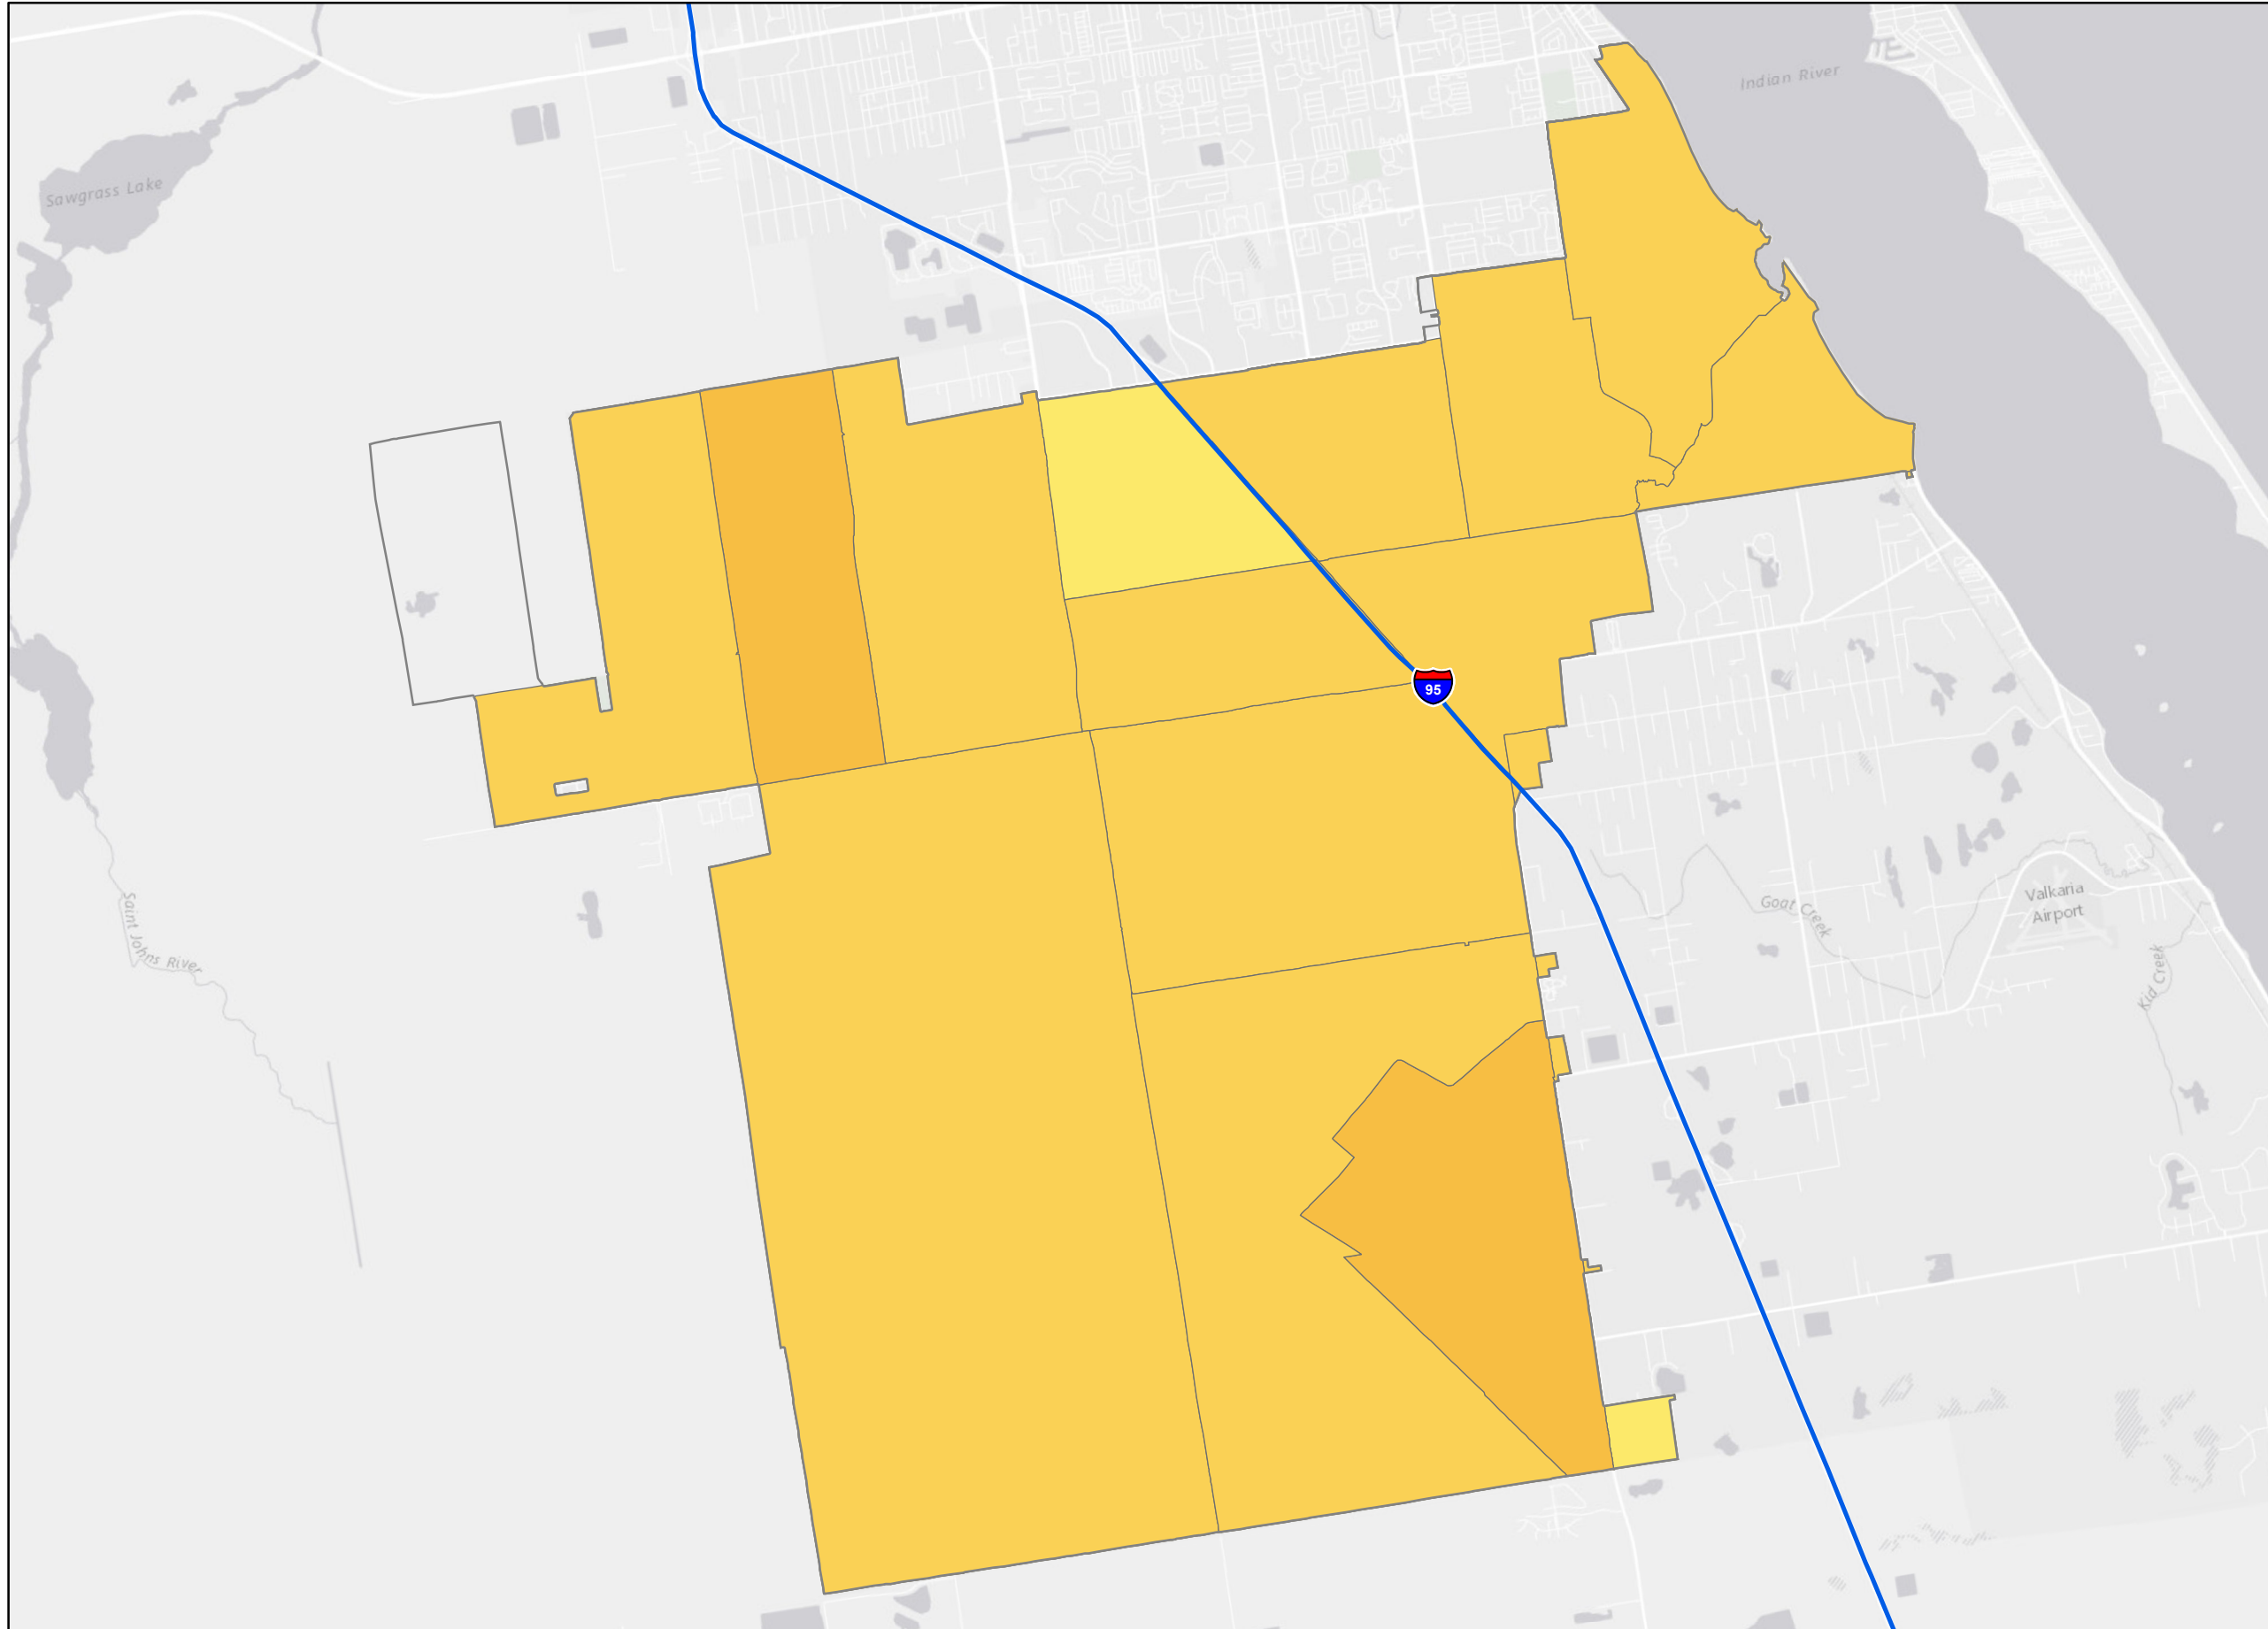 Indian River
Sawgrass Lake
95
Valkaria
Airport
Goat Creek
Saint Johns River
Kid Creek